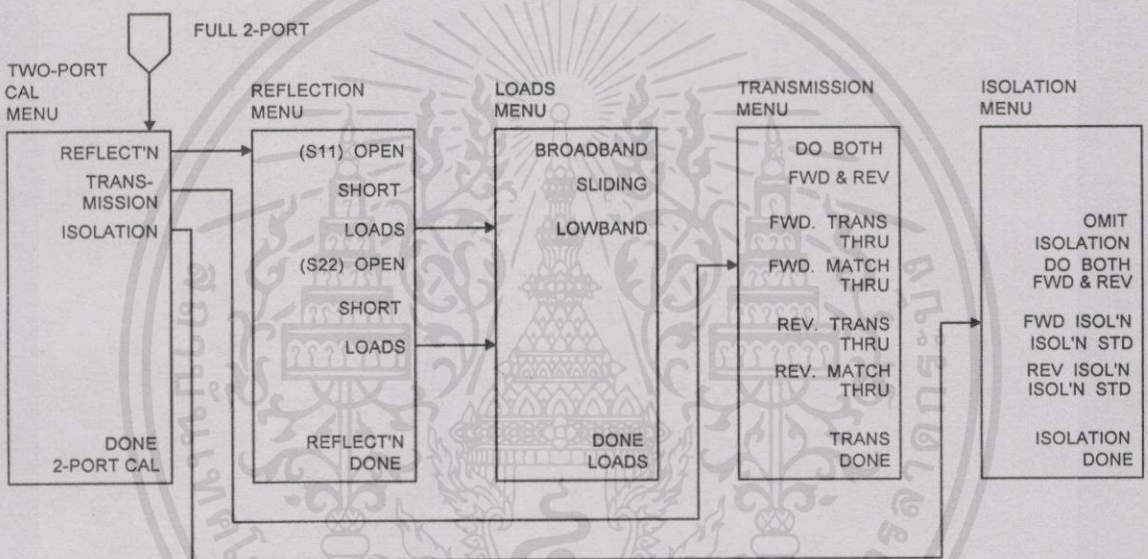 FULL 2-PORT
TWO-PORT
CAL
MENU
REFLECT'N
TRANS-
MISSION
ISOLATION
DONE
2-PORT CAL
REFLECTION
MENU
(S11) OPEN
SHORT
LOADS
(S22) OPEN
SHORT
LOADS
REFLECT'N
DONE
LOADS
MENU
BROADBAND
SLIDING
LOWBAND
DONE
LOADS
TRANSMISSION
MENU
DO BOTH
FWD & REV
FWD. TRANS
THRU
FWD. MATCH
THRU
REV. TRANS
THRU
REV. MATCH
THRU
TRANS
DONE
ISOLATION
MENU
OMIT
ISOLATION
DO BOTH
FWD & REV
FWD ISOL'N
ISOL'N STD
REV ISOL'N
ISOL'N STD
ISOLATION
DONE